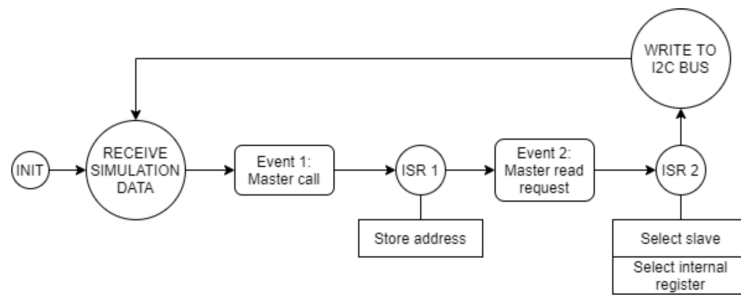 WRITE TO
I2C BUS
INIT
RECEIVE
SIMULATION
DATA
Event 1:
Master call
ISR 1
Event 2:
Master read
request
ISR 2
Store address
Select slave
Select internal
register